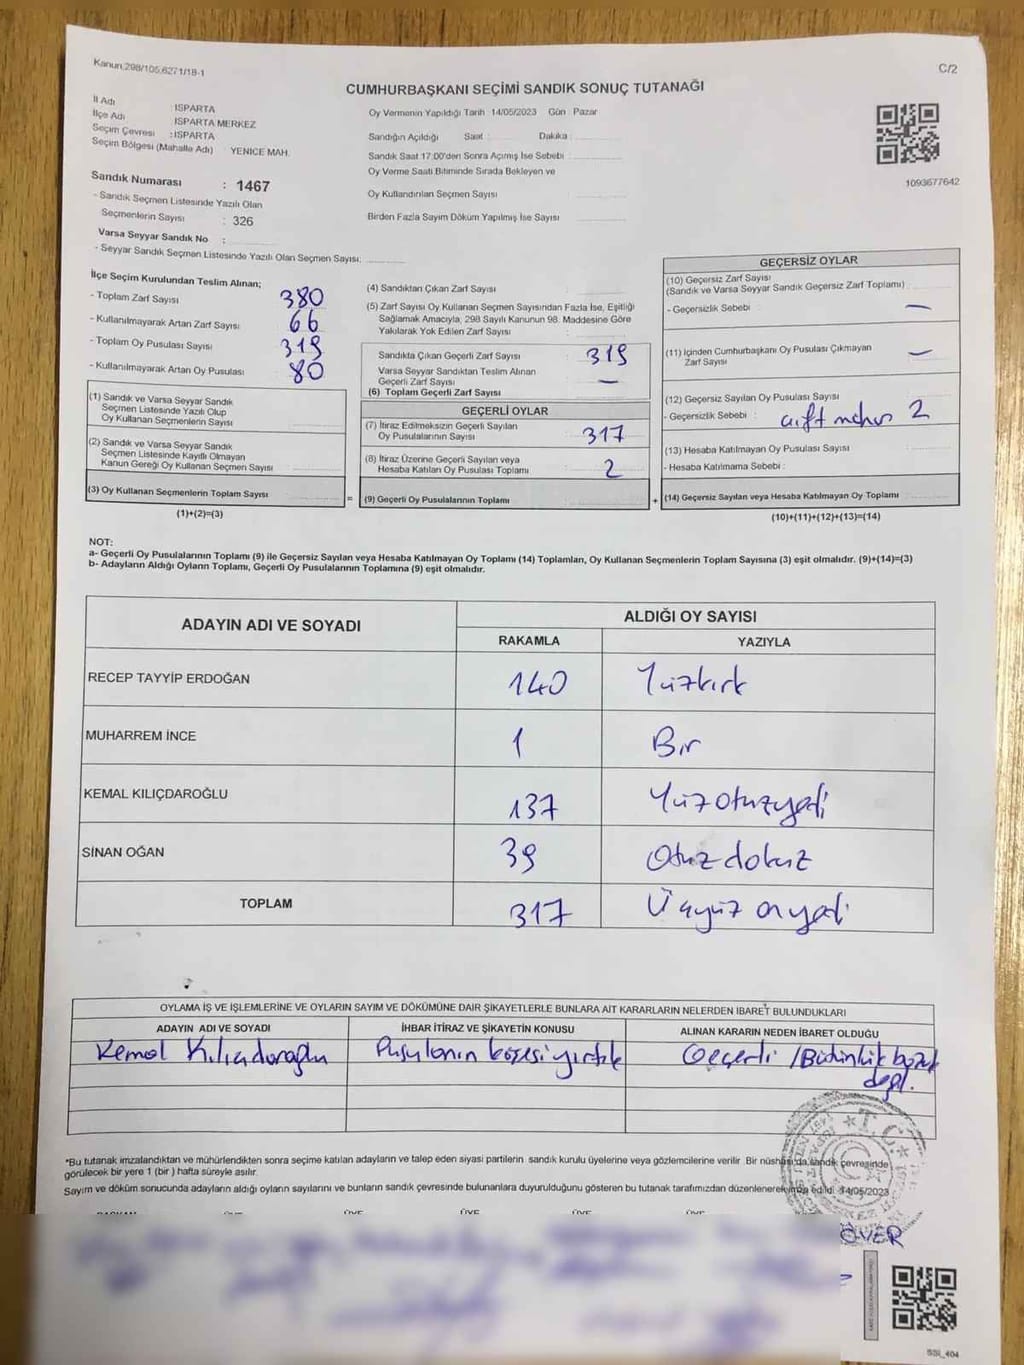 Kanun:298/105,6271/18-1
C/2
CUMHURBAŞKANI SEÇİMİ SANDIK SONUÇ TUTANAĞI
İl Adı : ISPARTA
İlçe Adı ISPARTA MERKEZ
Seçim Çevresi : ISPARTA
Seçim Bölgesi (Mahalle Adı) YENİCE MAH.
Oy Vermenin Yapıldığı Tarih 14/05/2023 Gün : Pazar
Sandığın Açıldığı Saat : Dakika :
Sandık Saat 17:00'den Sonra Açımış İse Sebebi :
Oy Verme Saati Bitiminde Sırada Bekleyen ve
Oy Kullandırılan Seçmen Sayısı
Birden Fazla Sayım Döküm Yapılmış İse Sayısı
1093677642
Sandık Numarası : 1467
- Sandık Seçmen Listesinde Yazılı Olan
Seçmenlerin Sayısı : 326
Varsa Seyyar Sandık No :
- Seyyar Sandık Seçmen Listesinde Yazılı Olan Seçmen Sayısı:
İlçe Seçim Kurulundan Teslim Alınan;
- Toplam Zarf Sayısı 380
- Kullanılmayarak Artan Zarf Sayısı 66
- Toplam Oy Pusulası Sayısı 319
- Kullanılmayarak Artan Oy Pusulası 80
(1) Sandık ve Varsa Seyyar Sandık
Seçmen Listesinde Yazılı Olup
Oy Kullanan Seçmenlerin Sayısı
(2) Sandık ve Varsa Seyyar Sandık
Seçmen Listesinde Kayıtlı Olmayan
Kanun Gereği Oy Kullanan Seçmen Sayısı
(3) Oy Kullanan Seçmenlerin Toplam Sayısı
(1)+(2)=(3)
=
(4) Sandıktan Çıkan Zarf Sayısı :
(5) Zarf Sayısı Oy Kullanan Seçmen Sayısından Fazla İse, Eşitliği
Sağlamak Amacıyla, 298 Sayılı Kanunun 98. Maddesine Göre
Yakılarak Yok Edilen Zarf Sayısı :
Sandıkta Çıkan Geçerli Zarf Sayısı 319
Varsa Seyyar Sandıktan Teslim Alınan
Geçerli Zarf Sayısı —
(6) Toplam Geçerli Zarf Sayısı
GEÇERLİ OYLAR
(7) İtiraz Edilmeksizin Geçerli Sayılan
Oy Pusulalarının Sayısı 317
(8) İtiraz Üzerine Geçerli Sayılan veya
Hesaba Katılan Oy Pusulası Toplamı 2
(9) Geçerli Oy Pusulalarının Toplamı
+
GEÇERSİZ OYLAR
(10) Geçersiz Zarf Sayısı
(Sandık ve Varsa Seyyar Sandık Geçersiz Zarf Toplamı)
- Geçersizlik Sebebi : —
(11) İçinden Cumhurbaşkanı Oy Pusulası Çıkmayan
Zarf Sayısı —
(12) Geçersiz Sayılan Oy Pusulası Sayısı
- Geçersizlik Sebebi : çift mühür 2
(13) Hesaba Katılmayan Oy Pusulası Sayısı
- Hesaba Katılmama Sebebi :
(14) Geçersiz Sayılan veya Hesaba Katılmayan Oy Toplamı
(10)+(11)+(12)+(13)=(14)
NOT:
a- Geçerli Oy Pusulalarının Toplamı (9) ile Geçersiz Sayılan veya Hesaba Katılmayan Oy Toplamı (14) Toplamları, Oy Kullanan Seçmenlerin Toplam Sayısına (3) eşit olmalıdır. (9)+(14)=(3)
b- Adayların Aldığı Oyların Toplamı, Geçerli Oy Pusulalarının Toplamına (9) eşit olmalıdır.
ADAYIN ADI VE SOYADI ALDIĞI OY SAYISI
RAKAMLA YAZIYLA
RECEP TAYYİP ERDOĞAN 140 Yüzkırk
MUHARREM İNCE 1 Bir
KEMAL KILIÇDAROĞLU 137 Yüzotuzyedi
SİNAN OĞAN 39 Otuzdokuz
TOPLAM 317 Üçyüz onyedi
OYLAMA İŞ VE İŞLEMLERİNE VE OYLARIN SAYIM VE DÖKÜMÜNE DAİR ŞİKAYETLERLE BUNLARA AİT KARARLARIN NELERDEN İBARET BULUNDUKLARI
ADAYIN ADI VE SOYADI İHBAR İTİRAZ VE ŞİKAYETİN KONUSU ALINAN KARARIN NEDEN İBARET OLDUĞU
Kemal Kılıçdaroğlu Pusulanın köşesi yırtık Geçerli / Bütünlük bozuk
değil.
*Bu tutanak imzalandıktan ve mühürlendikten sonra seçime katılan adayların ve talep eden siyasi partilerin sandık kurulu üyelerine veya gözlemcilerine verilir. Bir nüshası da sandık çevresinde
görülecek bir yere 1 (bir ) hafta süreyle asılır.
Sayım ve döküm sonucunda adayların aldığı oyların sayılarını ve bunların sandık çevresinde bulunanlara duyurulduğunu gösteren bu tutanak tarafımızdan düzenlenerek imza edildi. 14/05/2023
T.C.
BAŞKAN ÜYE ÜYE ÜYE ÜYE ÜYE
ÖVER
SSİ_404